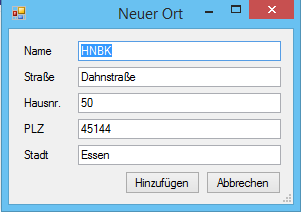 Neuer Ort
Name HNBK
Straße Dahnstraße
Hausnr. 50
PLZ 45144
Stadt Essen
Hinzufügen Abbrechen